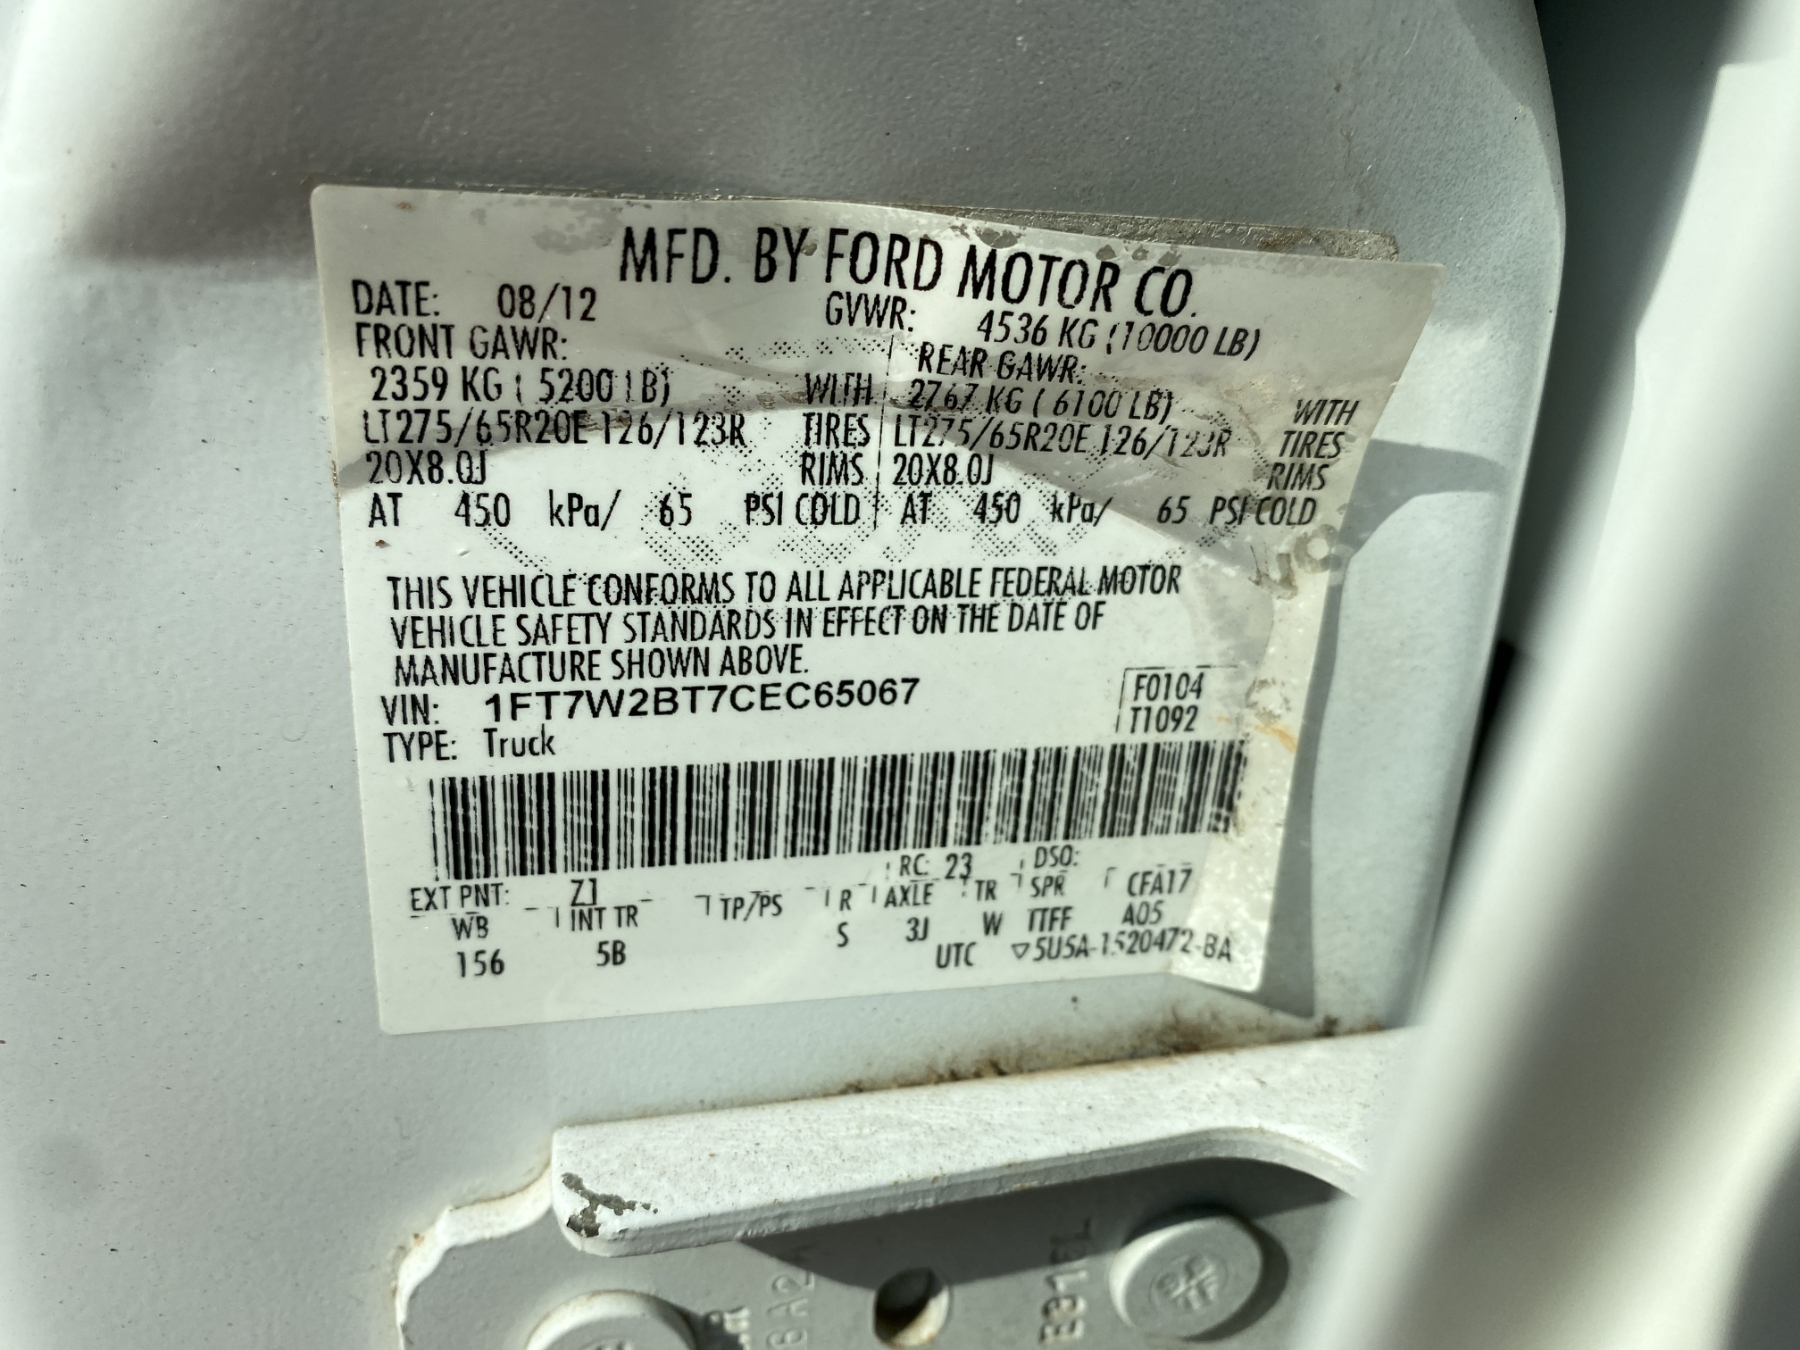 MFD. BY FORD MOTOR CO.
DATE: 08/12 GVWR: 4536 KG (10000 LB)
FRONT GAWR: REAR GAWR:
2359 KG ( 5200 LB) WITH 2767 KG ( 6100 LB) WITH
LT275/65R20E 126/123R TIRES LT275/65R20E 126/123R TIRES
20X8.0J RIMS 20X8.0J RIMS
AT 450 kPa/ 65 PSI COLD AT 450 kPa/ 65 PSI COLD
THIS VEHICLE CONFORMS TO ALL APPLICABLE FEDERAL MOTOR
VEHICLE SAFETY STANDARDS IN EFFECT ON THE DATE OF
MANUFACTURE SHOWN ABOVE.
VIN: 1FT7W2BT7CEC65067 F0104
TYPE: Truck T1092
RC: 23 DSO:
EXT PNT: Z1 CFA17
WB INT TR TP/PS R AXLE TR SPR A05
156 5B S 3J W ITFF
UTC ▽5U5A-1520472-BA